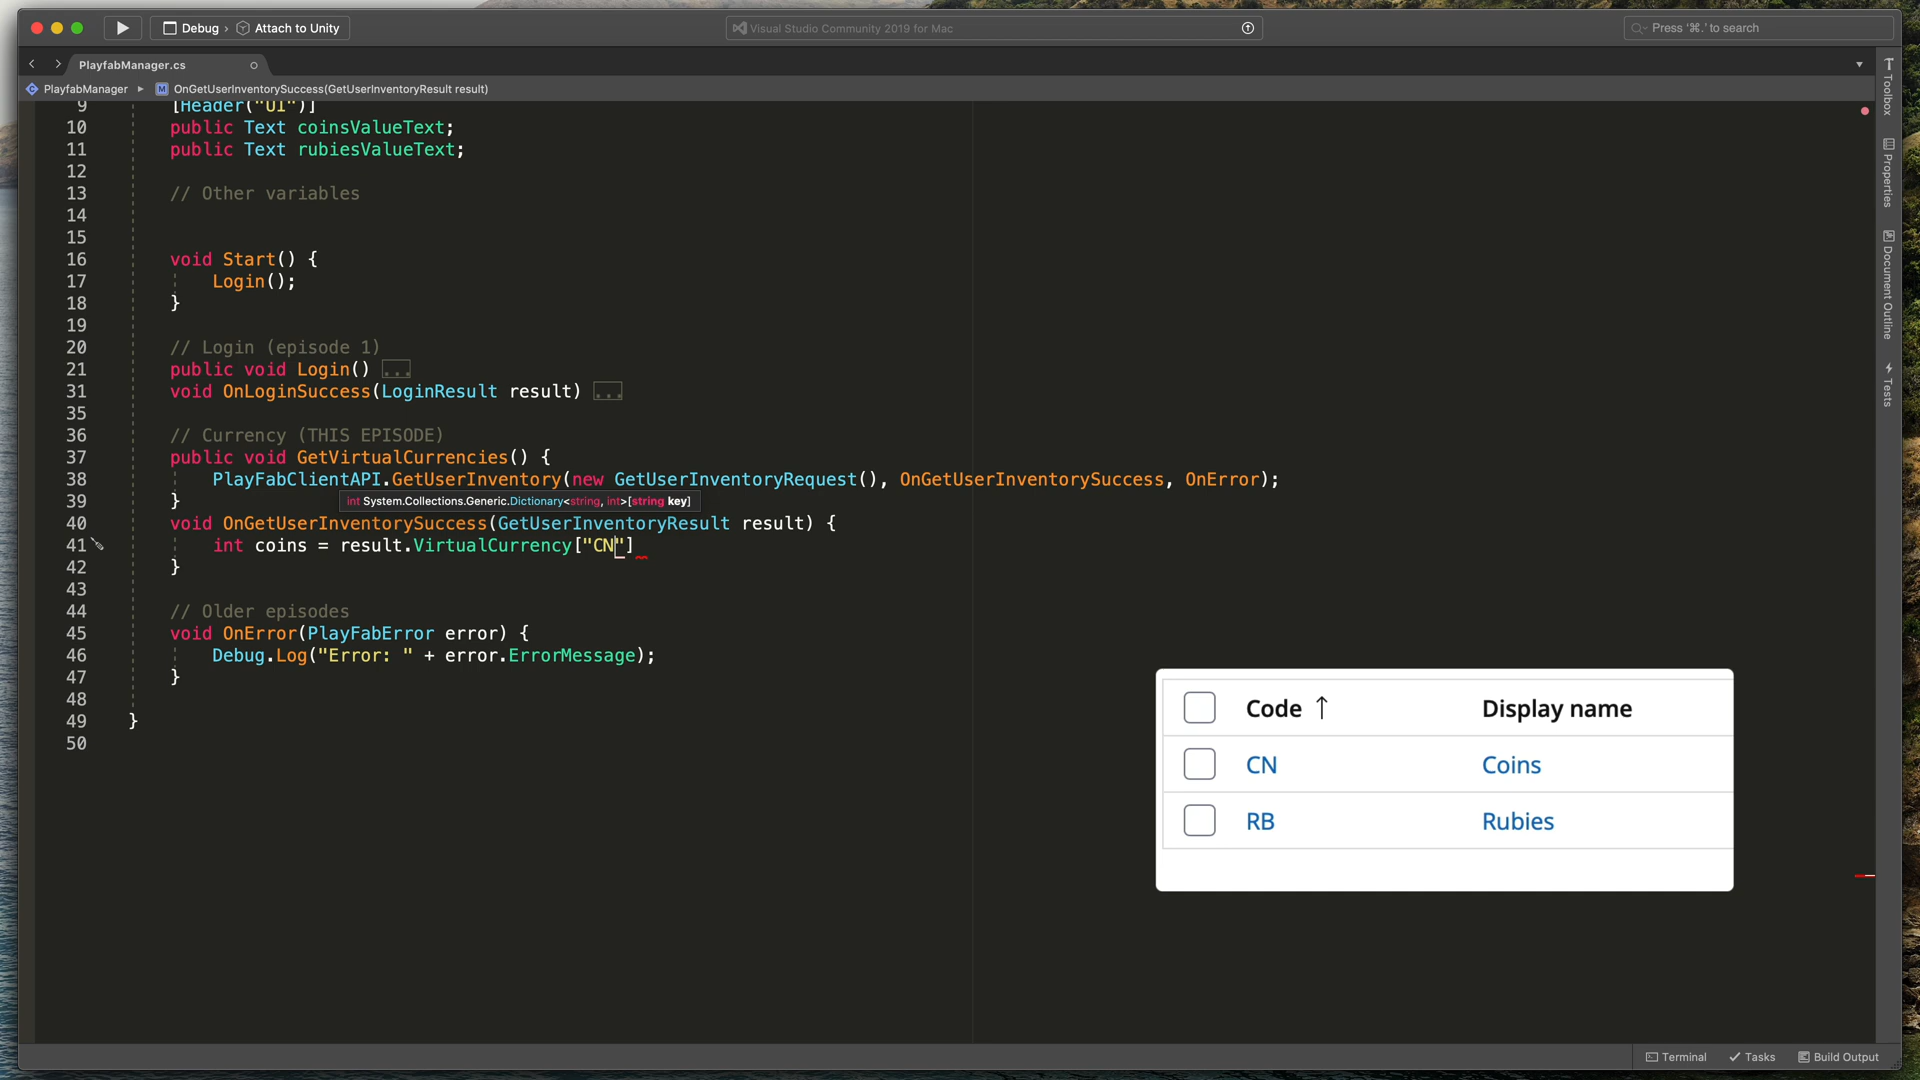 Debug › Attach to Unity
Visual Studio Community 2019 for Mac
Press '⌘.' to search
PlayfabManager.cs
PlayfabManager ▸ M OnGetUserInventorySuccess(GetUserInventoryResult result)
9 [Header("UI")]
10 public Text coinsValueText;
11 public Text rubiesValueText;
12
13 // Other variables
14
15
16 void Start() {
17 Login();
18 }
19
20 // Login (episode 1)
21 public void Login() ...
31 void OnLoginSuccess(LoginResult result) ...
35
36 // Currency (THIS EPISODE)
37 public void GetVirtualCurrencies() {
38 PlayFabClientAPI.GetUserInventory(new GetUserInventoryRequest(), OnGetUserInventorySuccess, OnError);
39 }
int System.Collections.Generic.Dictionary<string, int>[string key]
40 void OnGetUserInventorySuccess(GetUserInventoryResult result) {
41 int coins = result.VirtualCurrency["CN"]
42 }
43
44 // Older episodes
45 void OnError(PlayFabError error) {
46 Debug.Log("Error: " + error.ErrorMessage);
47 }
48
49 }
50
Code ↑ Display name
CN Coins
RB Rubies
Toolbox
Properties
Document Outline
Tests
Terminal Tasks Build Output